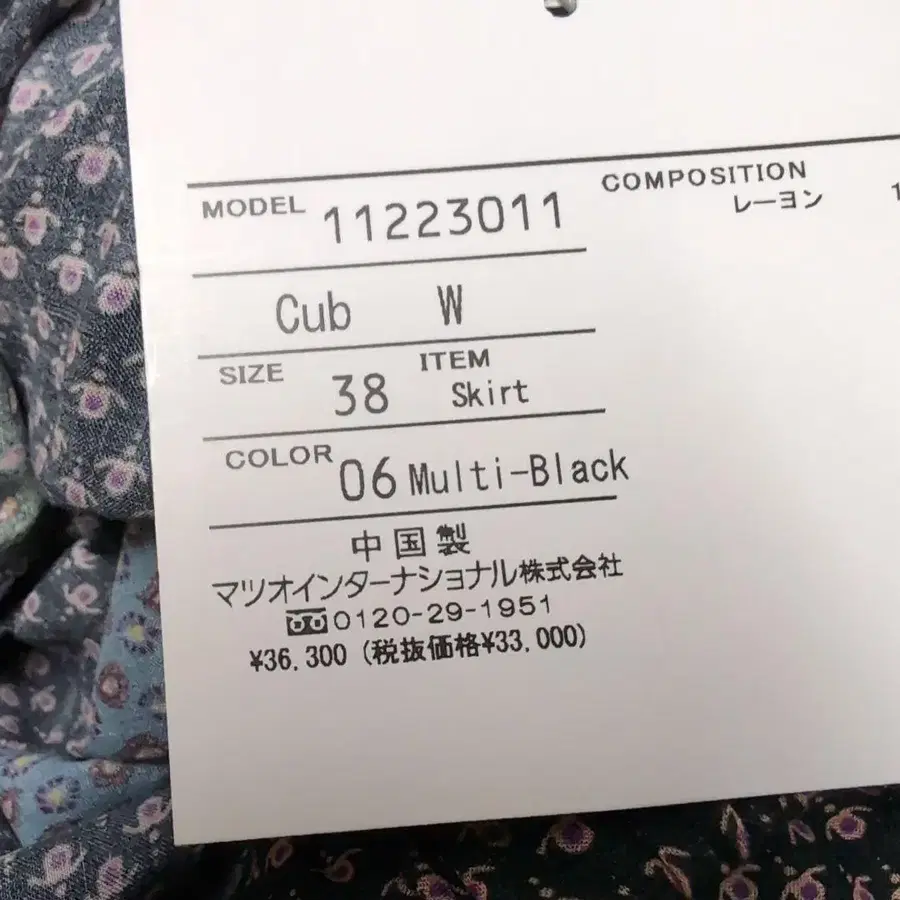 MODEL 11223011
COMPOSITION
レーヨン 1
Cub W
SIZE 38 ITEM Skirt
COLOR 06 Multi-Black
中国製
マツオインターナショナル株式会社
0120-29-1951
¥36,300 (税抜価格¥33,000)